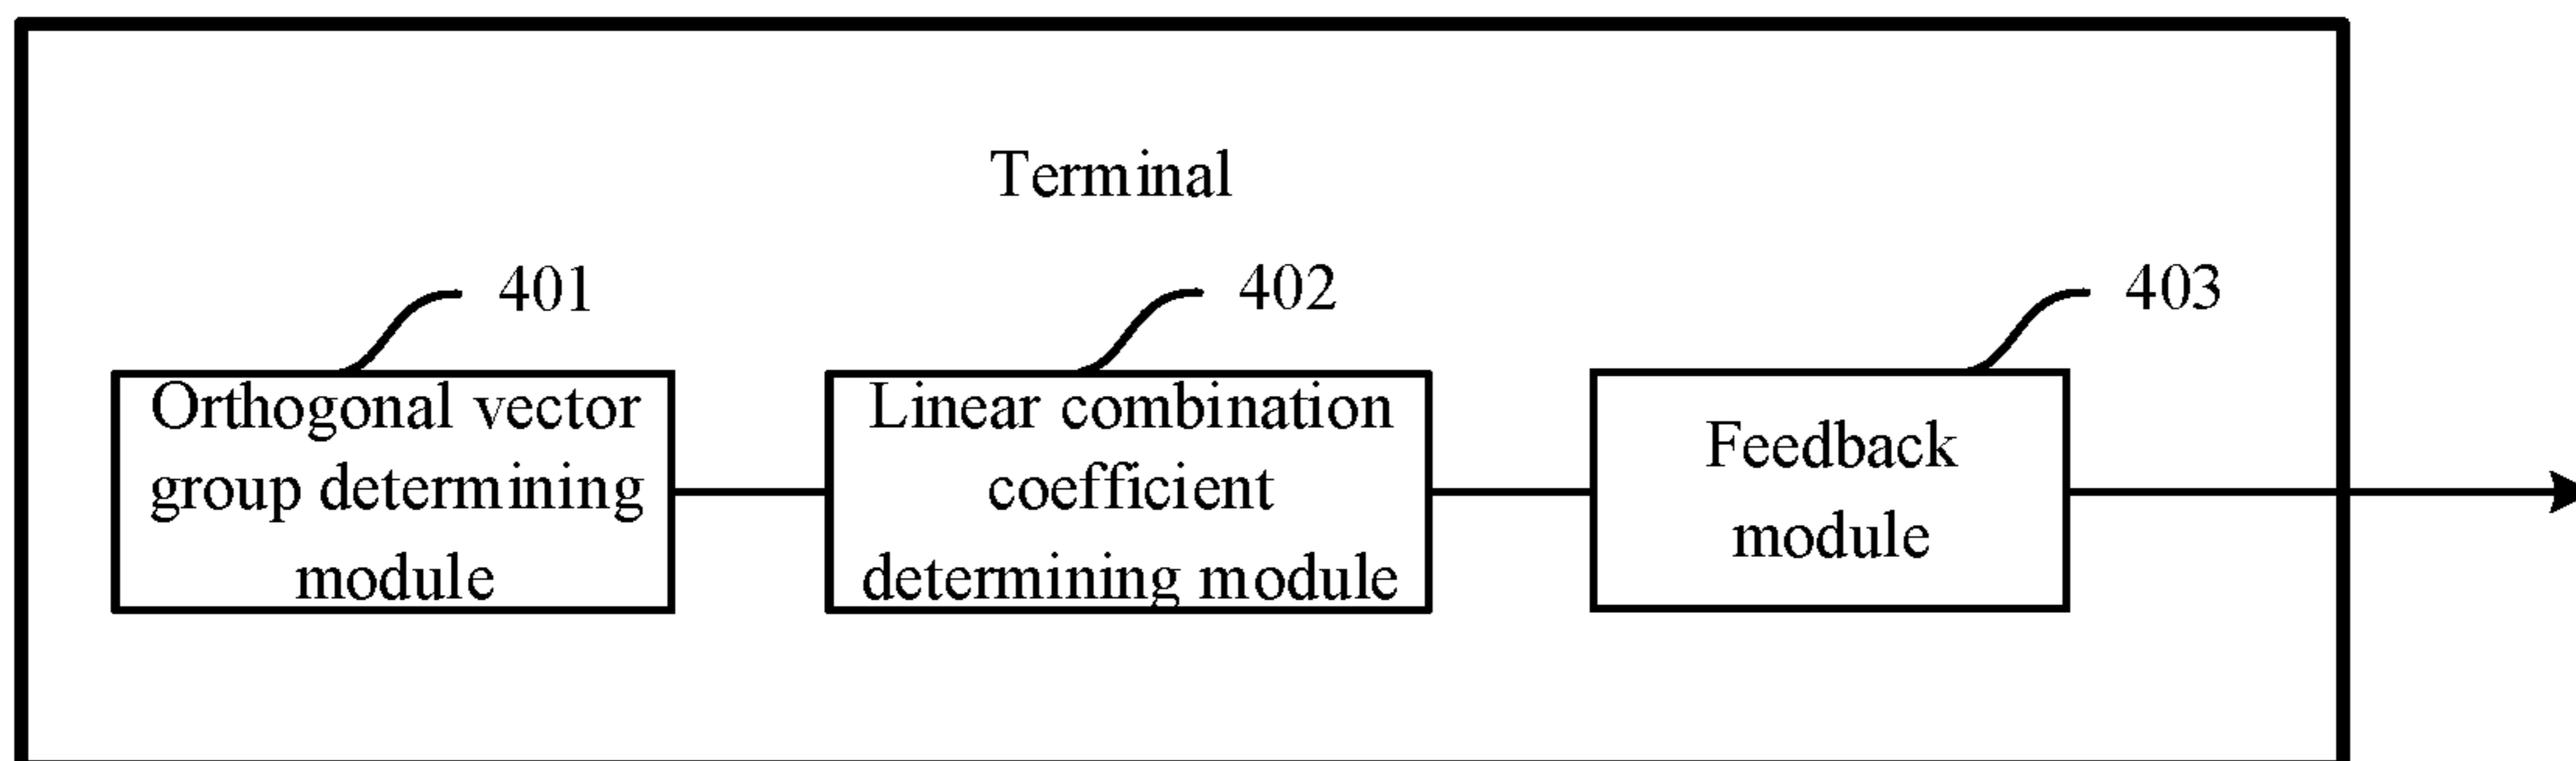 Terminal
401
402
403
Orthogonal vector
group determining
module
Linear combination
coefficient
determining module
Feedback
module